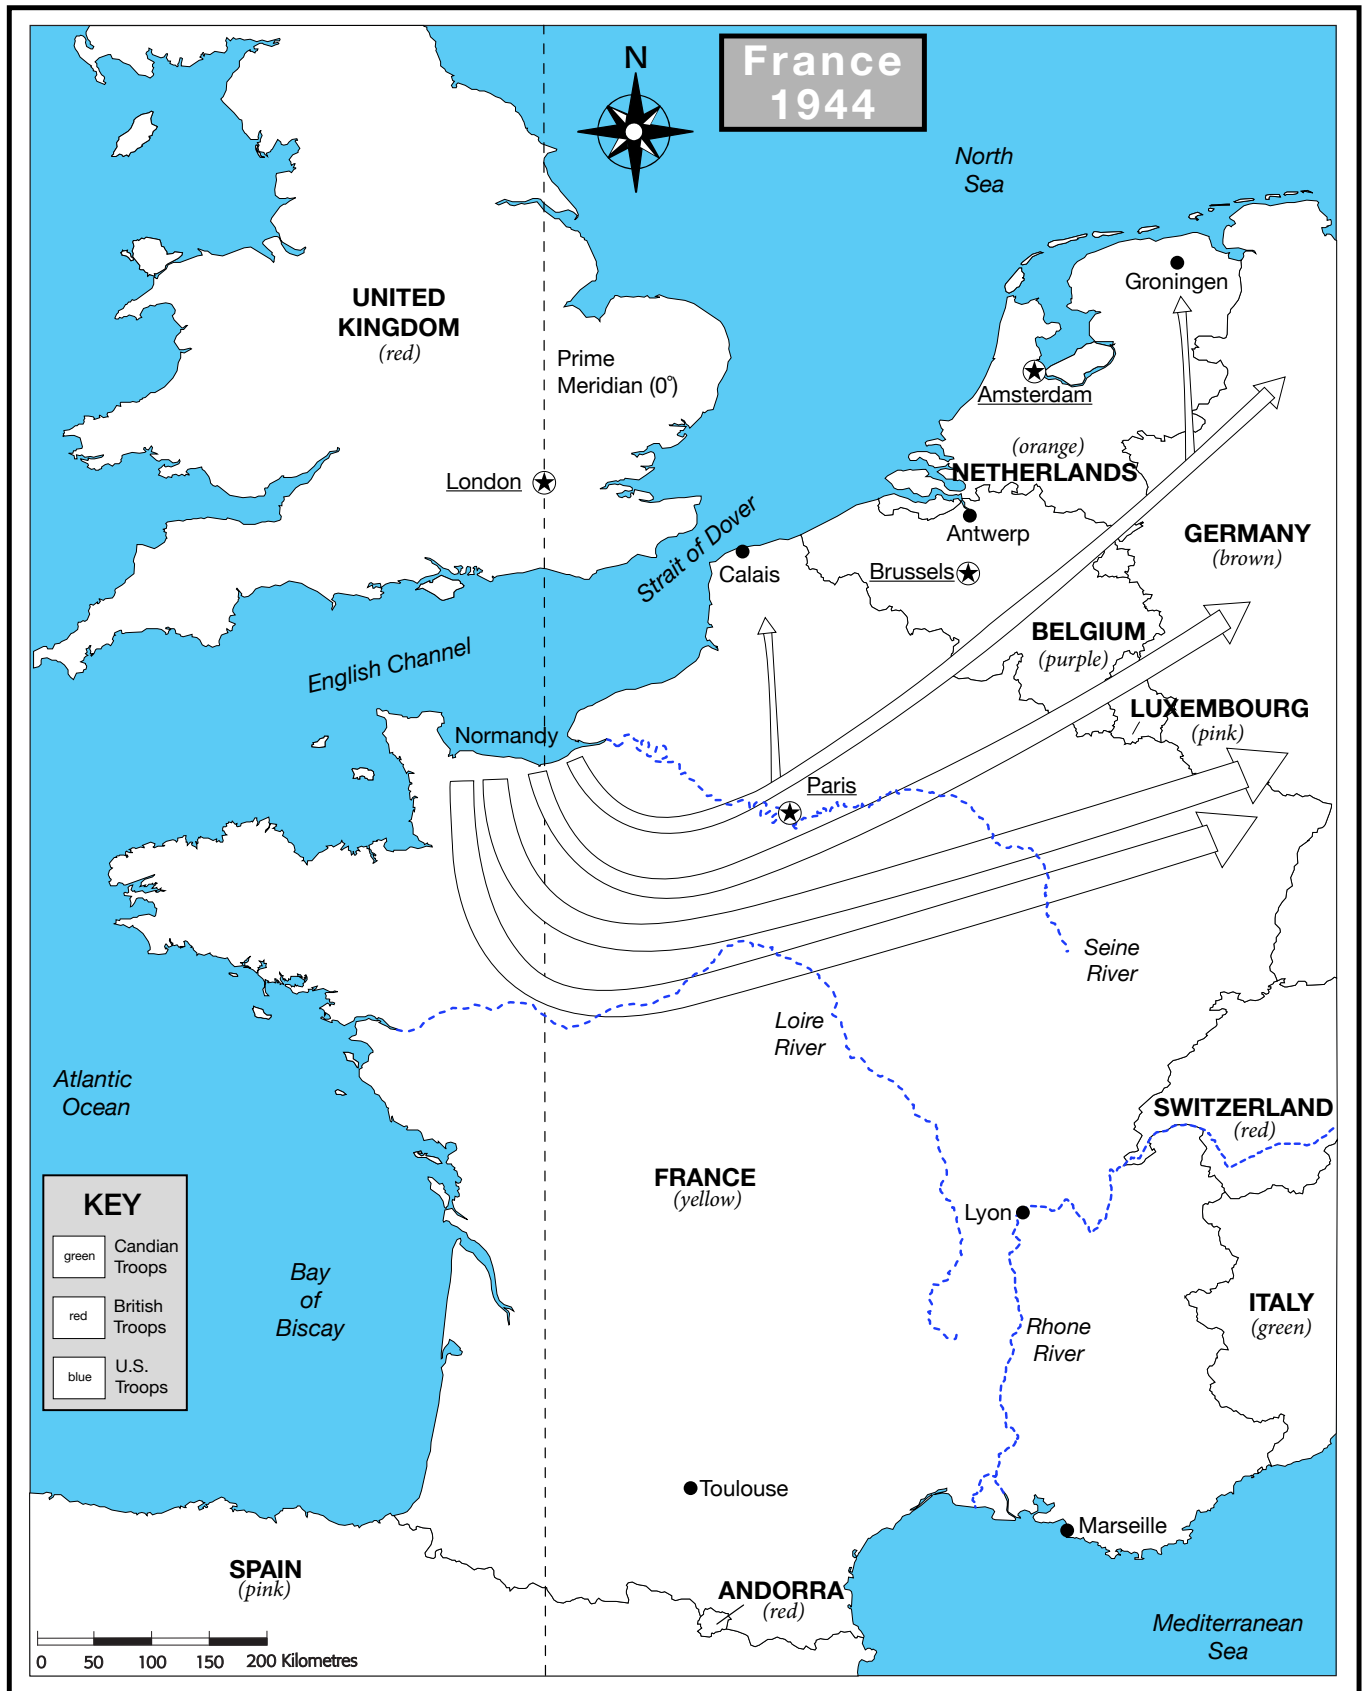 France
1944
N
North
Sea
Groningen
UNITED
KINGDOM
(red)
Prime
Meridian (0°)
Amsterdam
(orange)
NETHERLANDS
London
Strait of Dover
Antwerp
GERMANY
(brown)
Calais
Brussels
BELGIUM
(purple)
English Channel
LUXEMBOURG
(pink)
Normandy
Paris
Seine
River
Loire
River
Atlantic
Ocean
SWITZERLAND
(red)
FRANCE
(yellow)
Lyon
KEY
green
Candian
Troops
red
British
Troops
blue
U.S.
Troops
Bay
of
Biscay
ITALY
(green)
Rhone
River
Toulouse
Marseille
SPAIN
(pink)
ANDORRA
(red)
Mediterranean
Sea
0 50 100 150 200 Kilometres